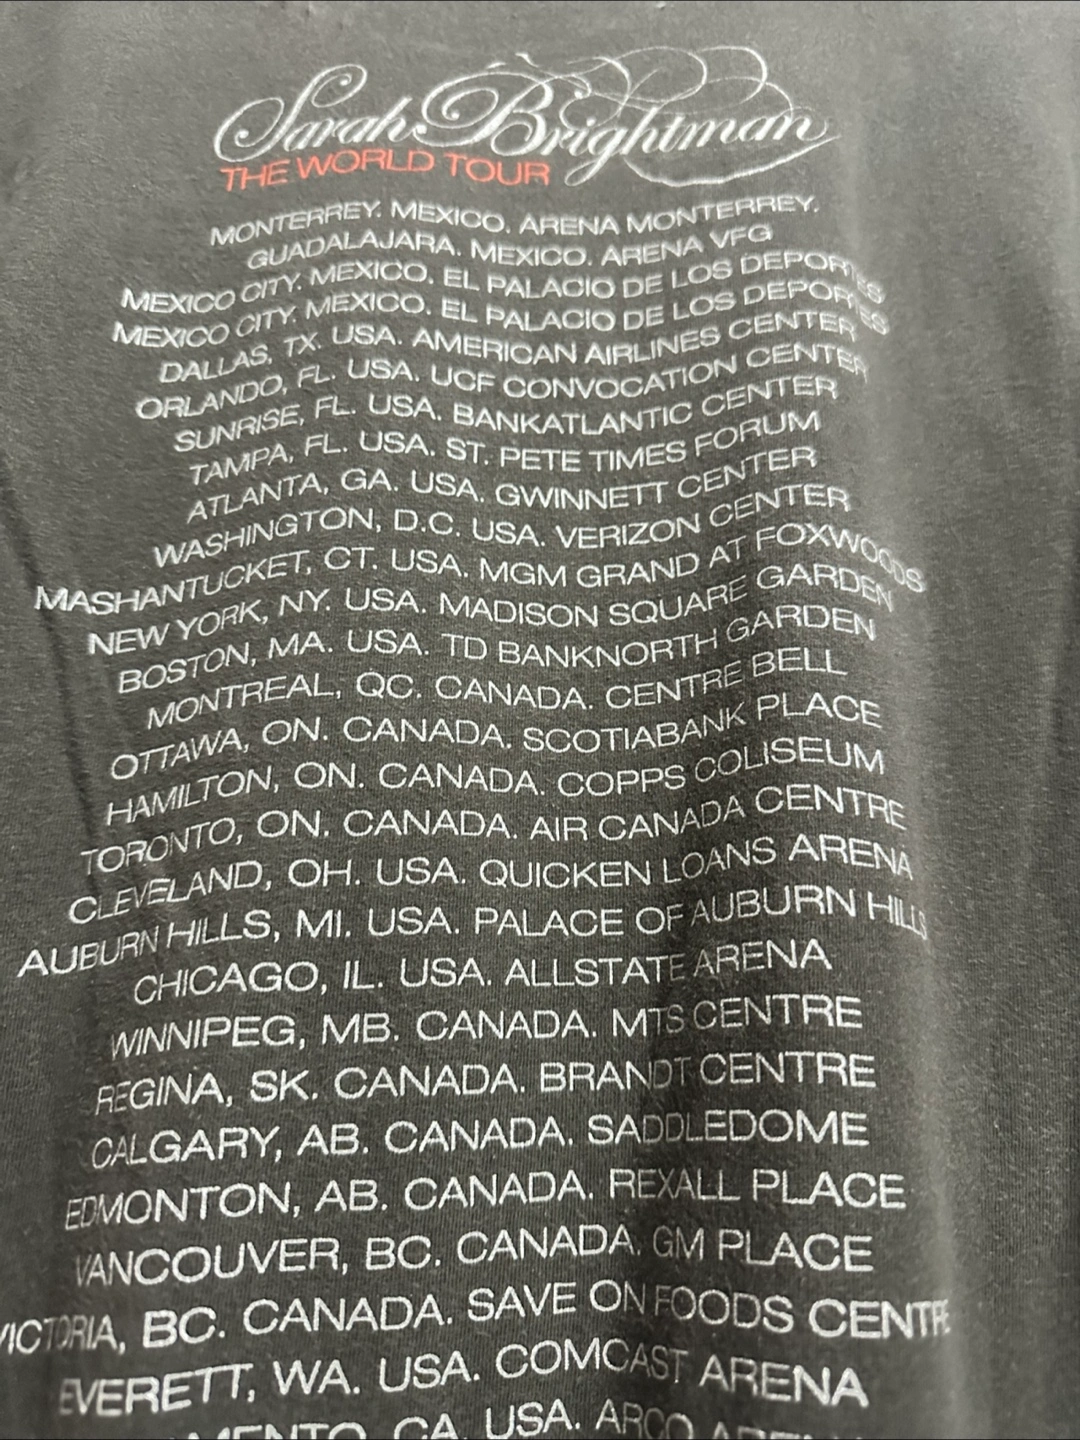 Sarah Brightman
THE WORLD TOUR
MONTERREY. MEXICO. ARENA MONTERREY.
GUADALAJARA. MEXICO. ARENA VFG
MEXICO CITY. MEXICO. EL PALACIO DE LOS DEPORTES
MEXICO CITY. MEXICO. EL PALACIO DE LOS DEPORTES
DALLAS, TX. USA. AMERICAN AIRLINES CENTER
ORLANDO, FL. USA. UCF CONVOCATION CENTER
SUNRISE, FL. USA. BANKATLANTIC CENTER
TAMPA, FL. USA. ST. PETE TIMES FORUM
ATLANTA, GA. USA. GWINNETT CENTER
WASHINGTON, D.C. USA. VERIZON CENTER
MASHANTUCKET, CT. USA. MGM GRAND AT FOXWOODS
NEW YORK, NY. USA. MADISON SQUARE GARDEN
BOSTON, MA. USA. TD BANKNORTH GARDEN
MONTREAL, QC. CANADA. CENTRE BELL
OTTAWA, ON. CANADA. SCOTIABANK PLACE
HAMILTON, ON. CANADA. COPPS COLISEUM
TORONTO, ON. CANADA. AIR CANADA CENTRE
CLEVELAND, OH. USA. QUICKEN LOANS ARENA
AUBURN HILLS, MI. USA. PALACE OF AUBURN HILLS
CHICAGO, IL. USA. ALLSTATE ARENA
WINNIPEG, MB. CANADA. MTS CENTRE
REGINA, SK. CANADA. BRANDT CENTRE
CALGARY, AB. CANADA. SADDLEDOME
EDMONTON, AB. CANADA. REXALL PLACE
VANCOUVER, BC. CANADA. GM PLACE
VICTORIA, BC. CANADA. SAVE ON FOODS CENTRE
EVERETT, WA. USA. COMCAST ARENA
CA. USA. ARCO